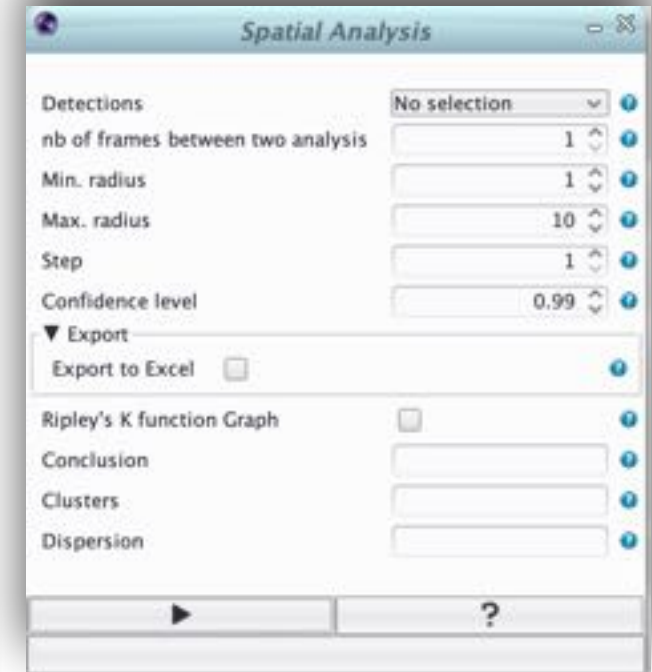 Spatial Analysis
Detections No selection
nb of frames between two analysis 1
Min. radius 1
Max. radius 10
Step 1
Confidence level 0.99
▼ Export
Export to Excel
Ripley's K function Graph
Conclusion
Clusters
Dispersion
?